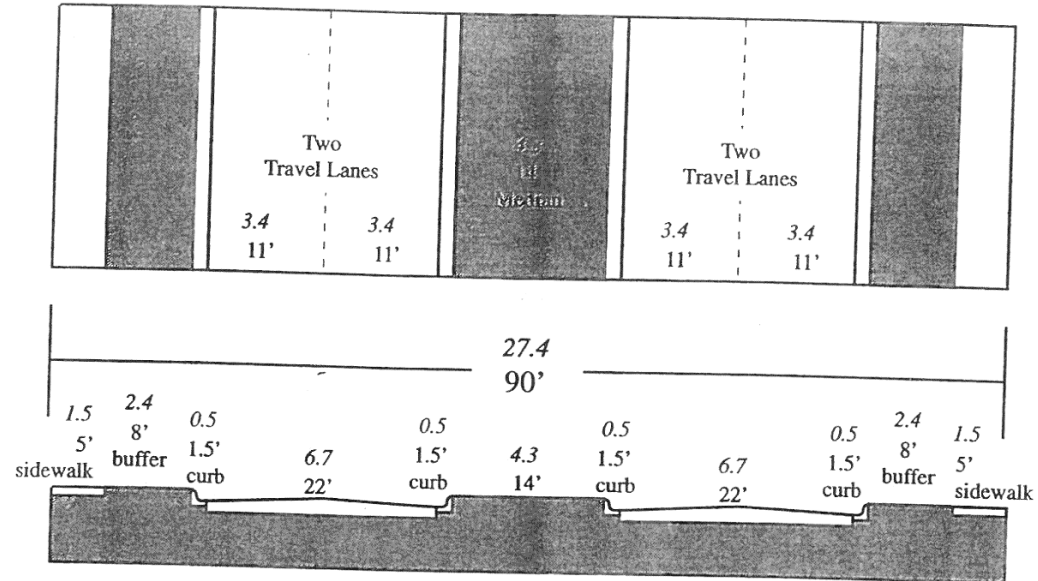 Two
Travel Lanes
3.4 3.4
11' 11'
Median
Two
Travel Lanes
3.4 3.4
11' 11'
27.4
90'
1.5 2.4 0.5 0.5 0.5 0.5 2.4 1.5
5' 8' 1.5' 6.7 1.5' 4.3 1.5' 6.7 1.5' 8' 5'
sidewalk buffer curb 22' curb 14' curb 22' curb buffer sidewalk